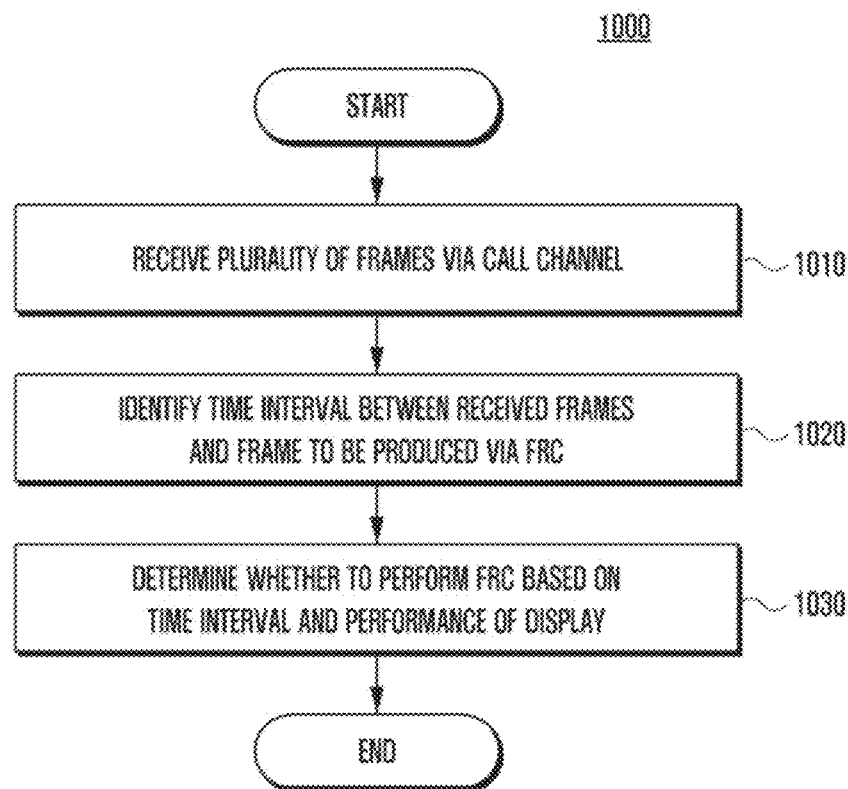 1000
START
RECEIVE PLURALITY OF FRAMES VIA CALL CHANNEL
1010
IDENTIFY TIME INTERVAL BETWEEN RECEIVED FRAMES
AND FRAME TO BE PRODUCED VIA FRC
1020
DETERMINE WHETHER TO PERFORM FRC BASED ON
TIME INTERVAL AND PERFORMANCE OF DISPLAY
1030
END